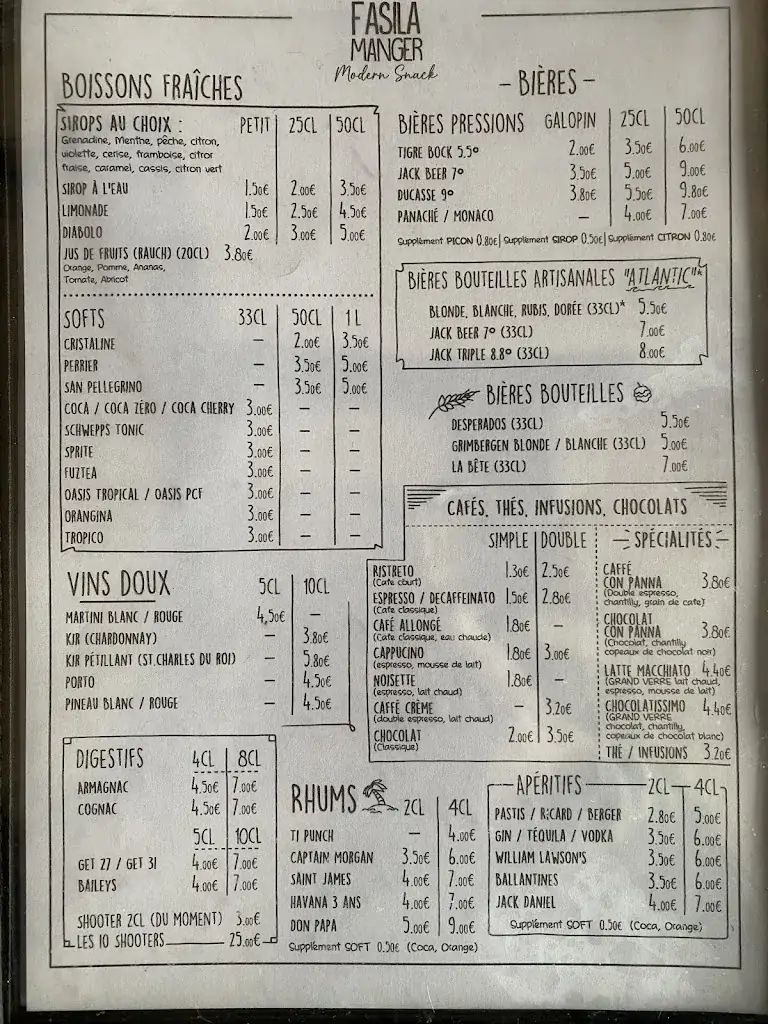 FASILA
MANGER
Modern Snack
BOISSONS FRAÎCHES
SIROPS AU CHOIX : PETIT 25CL 50CL
Grenadine, Menthe, pêche, citron,
violette, cerise, framboise, citror
fraise, caramel, cassis, citron vert
SIROP À L'EAU 1.50€ 2.00€ 3.50€
LIMONADE 1.50€ 2.50€ 4.50€
DIABOLO 2.00€ 3.00€ 5.00€
JUS DE FRUITS (RAUCH) (20CL) 3.80€
Orange, Pomme, Ananas,
Tomate, Abricot
SOFTS 33CL 50CL 1L
CRISTALINE – 2.00€ 3.50€
PERRIER – 3.50€ 5.00€
SAN PELLEGRINO – 3.50€ 5.00€
COCA / COCA ZÉRO / COCA CHERRY 3.00€ – –
SCHWEPPS TONIC 3.00€ – –
SPRITE 3.00€ – –
FUZTEA 3.00€ – –
OASIS TROPICAL / OASIS PCF 3.00€ – –
ORANGINA 3.00€ – –
TROPICO 3.00€ – –
VINS DOUX 5CL 10CL
MARTINI BLANC / ROUGE 4,50€ –
KIR (CHARDONNAY) – 3.80€
KIR PÉTILLANT (ST.CHARLES DU ROI) – 5.80€
PORTO – 4.50€
PINEAU BLANC / ROUGE – 4.50€
DIGESTIFS 4CL 8CL
ARMAGNAC 4.50€ 7.00€
COGNAC 4.50€ 7.00€
5CL 10CL
GET 27 / GET 31 4.00€ 7.00€
BAILEYS 4.00€ 7.00€
SHOOTER 2CL (DU MOMENT) 3.00€
LES 10 SHOOTERS 25.00€
– BIÈRES –
BIÈRES PRESSIONS GALOPIN 25CL 50CL
TIGRE BOCK 5.5° 2.00€ 3.50€ 6.00€
JACK BEER 7° 3.50€ 5.00€ 9.00€
DUCASSE 9° 3.80€ 5.50€ 9.80€
PANACHÉ / MONACO – 4.00€ 7.00€
Supplément PICON 0.80€ | Supplément SIROP 0.50€ | Supplément CITRON 0.80€
BIÈRES BOUTEILLES ARTISANALES "ATLANTIC"*
BLONDE, BLANCHE, RUBIS, DORÉE (33CL)* 5.50€
JACK BEER 7° (33CL) 7.00€
JACK TRIPLE 8.8° (33CL) 8.00€
BIÈRES BOUTEILLES
DESPERADOS (33CL) 5.50€
GRIMBERGEN BLONDE / BLANCHE (33CL) 5.00€
LA BÊTE (33CL) 7.00€
CAFÉS, THÉS, INFUSIONS, CHOCOLATS
SIMPLE DOUBLE
RISTRETO 1.30€ 2.50€
(Cafe court)
ESPRESSO / DECAFFEINATO 1.50€ 2.80€
(Cafe classique)
CAFÉ ALLONGÉ 1.80€ –
(Cafe classique, eau chaude)
CAPPUCINO 1.80€ 3.00€
(espresso, mousse de lait)
NOISETTE 1.80€ –
(espresso, lait chaud)
CAFFÉ CRÈME – 3.20€
(double espresso, lait chaud)
CHOCOLAT 2.00€ 3.50€
(Classique)
SPÉCIALITÉS
CAFFÉ
CON PANNA 3.80€
(Double espresso,
chantilly, grain de cafe)
CHOCOLAT
CON PANNA 3.80€
(Chocolat, chantilly
copeaux de chocolat noir)
LATTE MACCHIATO 4.40€
(GRAND VERRE lait chaud,
espresso, mousse de lait)
CHOCOLATISSIMO 4.40€
(GRAND VERRE
chocolat, chantilly,
copeaux de chocolat blanc)
THÉ / INFUSIONS 3.20€
RHUMS 2CL 4CL
TI PUNCH – 4.00€
CAPTAIN MORGAN 3.50€ 6.00€
SAINT JAMES 4.00€ 7.00€
HAVANA 3 ANS 4.00€ 7.00€
DON PAPA 5.00€ 9.00€
Supplément SOFT 0.50€ (Coca, Orange)
APÉRITIFS 2CL 4CL
PASTIS / RICARD / BERGER 2.80€ 5.00€
GIN / TÉQUILA / VODKA 3.50€ 6.00€
WILLIAM LAWSON'S 3.50€ 6.00€
BALLANTINES 3.50€ 6.00€
JACK DANIEL 4.00€ 7.00€
Supplément SOFT 0.50€ (Coca, Orange)